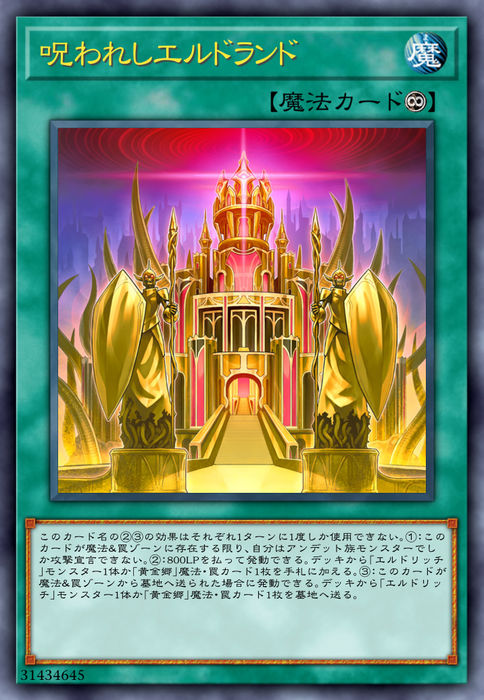 呪われしエルドランド
魔
【魔法カード♾】
このカード名の②③の効果はそれぞれ1ターンに1度しか使用できない。①:この
カードが魔法&罠ゾーンに存在する限り、自分はアンデット族モンスターでし
か攻撃宣言できない。②:800LPを払って発動できる。デッキから「エルドリッチ
」モンスター1体か「黄金郷」魔法・罠カード1枚を手札に加える。③:このカードが
魔法&罠ゾーンから墓地へ送られた場合に発動できる。デッキから「エルドリッ
チ」モンスター1体か「黄金郷」魔法・罠カード1枚を墓地へ送る。
31434645